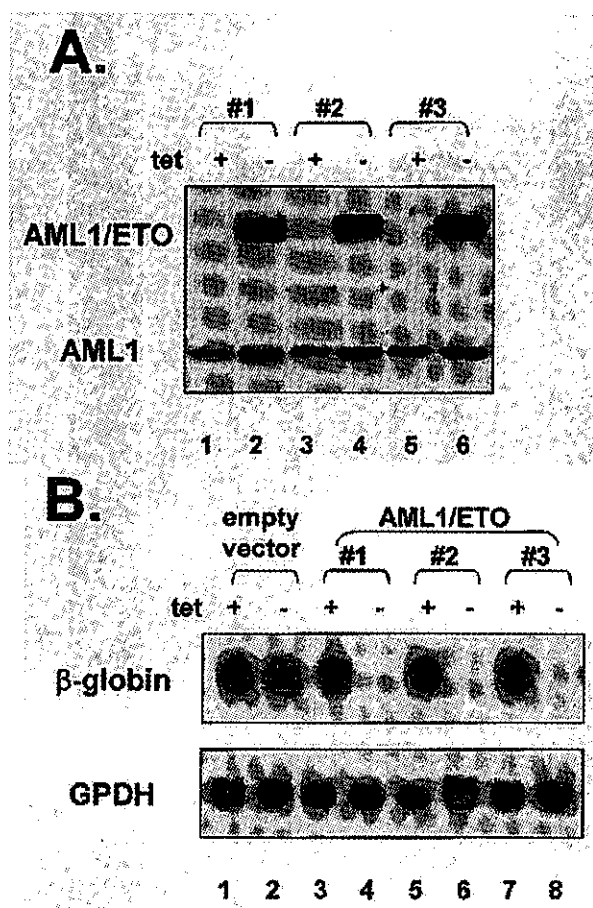 A.
#1 #2 #3
tet + - + - + -
AML1/ETO
AML1
1 2 3 4 5 6
B.
empty vector AML1/ETO
#1 #2 #3
tet + - + - + - + -
β-globin
GPDH
1 2 3 4 5 6 7 8